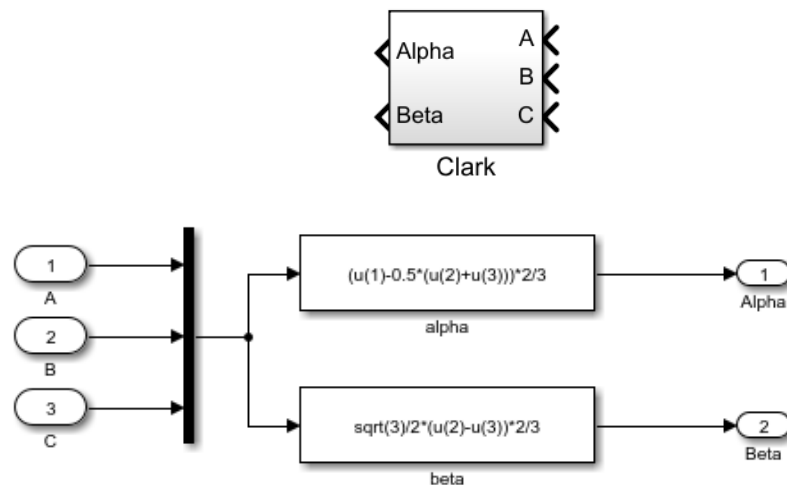 Alpha
A
B
Beta
C
Clark
1
A
(u(1)-0.5*(u(2)+u(3)))*2/3
alpha
1
Alpha
2
B
3
C
sqrt(3)/2*(u(2)-u(3))*2/3
beta
2
Beta